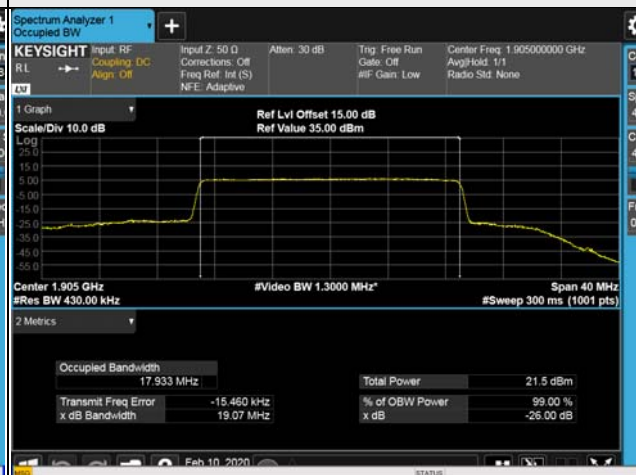 Spectrum Analyzer 1
Occupied BW
+
KEYSIGHT Input: RF Input Z: 50 Ω Atten: 30 dB Trig: Free Run Center Freq: 1.905000000 GHz
RL Coupling: DC Corrections: Off Gate: Off Avg|Hold: 1/1
Align: Off Freq Ref: Int (S) #IF Gain: Low Radio Std: None
LXI NFE: Adaptive
1 Graph
Ref Lvl Offset 15.00 dB
Scale/Div 10.0 dB Ref Value 35.00 dBm
Log
25.0
15.0
5.00
-5.00
-15.0
-25.0
-35.0
-45.0
-55.0
Center 1.905 GHz #Video BW 1.3000 MHz* Span 40 MHz
#Res BW 430.00 kHz #Sweep 300 ms (1001 pts)
2 Metrics
Occupied Bandwidth
17.933 MHz Total Power 21.5 dBm
Transmit Freq Error -15.460 kHz % of OBW Power 99.00 %
x dB Bandwidth 19.07 MHz x dB -26.00 dB
Feb 10, 2020
MSG STATUS